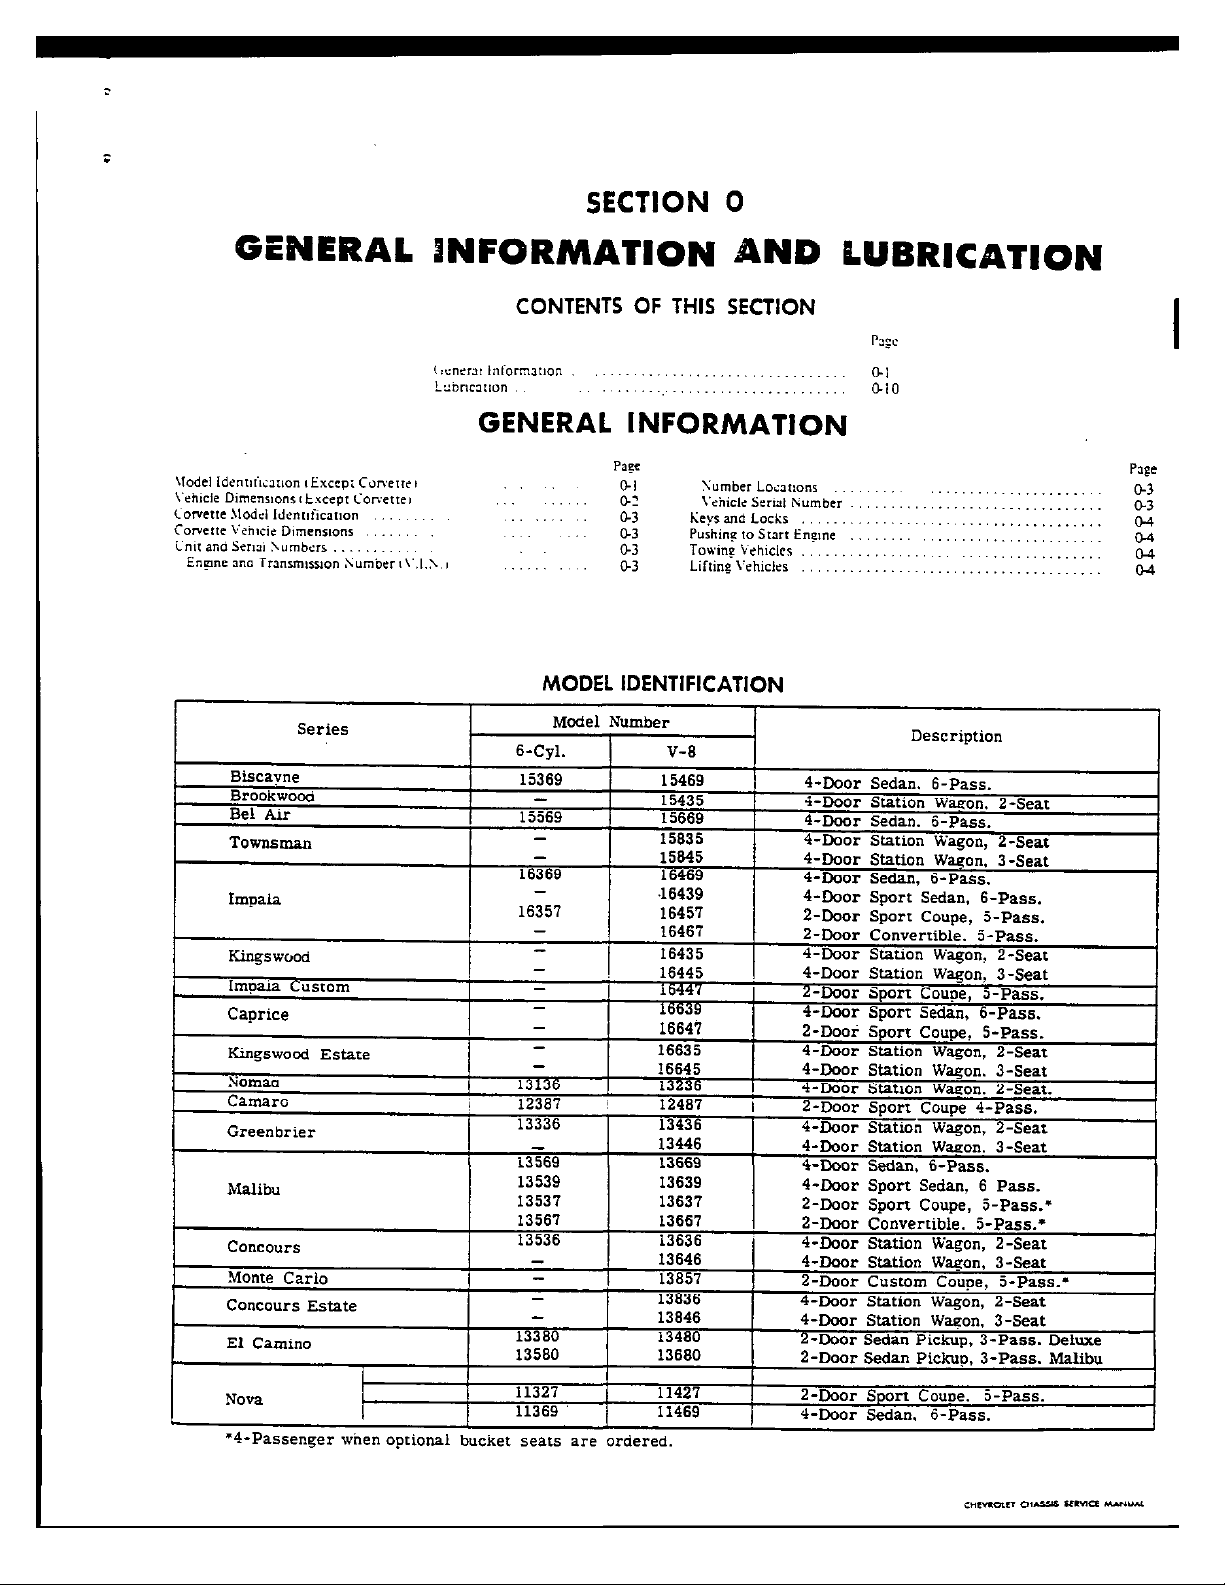 SECTION 0
GENERAL INFORMATION AND LUBRICATION
CONTENTS OF THIS SECTION
Page
General Information . . . . . . . . . . 0-1
Lubrication . . . . . . . . . . 0-10
GENERAL INFORMATION
Page
Model Identification (Except Corvette) . . . . . 0-1
Vehicle Dimensions (Except Corvette) . . . . . 0-2
Corvette Model Identification . . . . . 0-3
Corvette Vehicle Dimensions . . . . . 0-3
Unit and Serial Numbers . . . . . 0-3
Engine and Transmission Number (V.I.N.) . . . . . 0-3
Page
Number Locations . . . . . 0-3
Vehicle Serial Number . . . . . 0-3
Keys and Locks . . . . . 0-4
Pushing to Start Engine . . . . . 0-4
Towing Vehicles . . . . . 0-4
Lifting Vehicles . . . . . 0-4
MODEL IDENTIFICATION
Series Model Number Description
6-Cyl. V-8
Biscayne 15369 15469 4-Door Sedan, 6-Pass.
Brookwood — 15435 4-Door Station Wagon, 2-Seat
Bel Air 15569 15669 4-Door Sedan, 6-Pass.
Townsman — 15835 4-Door Station Wagon, 2-Seat
— 15845 4-Door Station Wagon, 3-Seat
Impala 16369 16469 4-Door Sedan, 6-Pass.
— 16439 4-Door Sport Sedan, 6-Pass.
16357 16457 2-Door Sport Coupe, 5-Pass.
— 16467 2-Door Convertible, 5-Pass.
Kingswood — 16435 4-Door Station Wagon, 2-Seat
— 16445 4-Door Station Wagon, 3-Seat
Impala Custom — 16447 2-Door Sport Coupe, 5-Pass.
Caprice — 16639 4-Door Sport Sedan, 6-Pass.
— 16647 2-Door Sport Coupe, 5-Pass.
Kingswood Estate — 16635 4-Door Station Wagon, 2-Seat
— 16645 4-Door Station Wagon, 3-Seat
Nomad 13136 13236 4-Door Station Wagon, 2-Seat.
Camaro 12387 12487 2-Door Sport Coupe 4-Pass.
Greenbrier 13336 13436 4-Door Station Wagon, 2-Seat
— 13446 4-Door Station Wagon, 3-Seat
Malibu 13569 13669 4-Door Sedan, 6-Pass.
13539 13639 4-Door Sport Sedan, 6 Pass.
13537 13637 2-Door Sport Coupe, 5-Pass.*
13567 13667 2-Door Convertible, 5-Pass.*
Concours 13536 13636 4-Door Station Wagon, 2-Seat
— 13646 4-Door Station Wagon, 3-Seat
Monte Carlo — 13857 2-Door Custom Coupe, 5-Pass.*
Concours Estate — 13836 4-Door Station Wagon, 2-Seat
— 13846 4-Door Station Wagon, 3-Seat
El Camino 13380 13480 2-Door Sedan Pickup, 3-Pass. Deluxe
13580 13680 2-Door Sedan Pickup, 3-Pass. Malibu
Nova 11327 11427 2-Door Sport Coupe, 5-Pass.
11369 11469 4-Door Sedan, 6-Pass.
*4-Passenger when optional bucket seats are ordered.
CHEVROLET CHASSIS SERVICE MANUAL